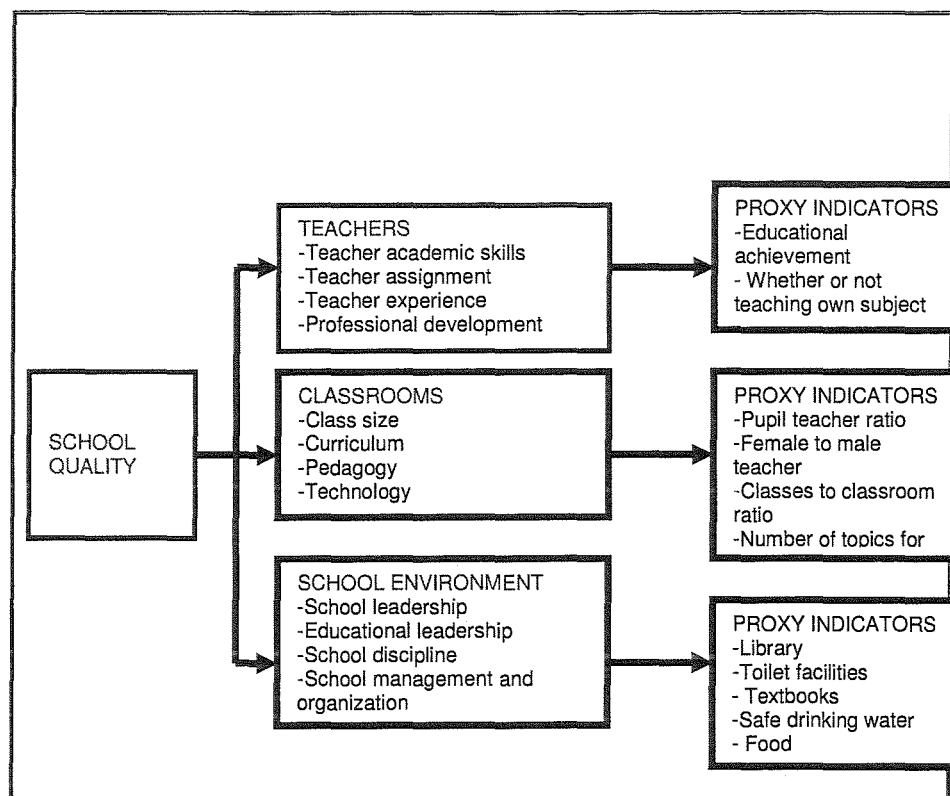 SCHOOL
QUALITY
TEACHERS
-Teacher academic skills
-Teacher assignment
-Teacher experience
-Professional development
PROXY INDICATORS
-Educational
achievement
- Whether or not
teaching own subject
CLASSROOMS
-Class size
-Curriculum
-Pedagogy
-Technology
PROXY INDICATORS
-Pupil teacher ratio
-Female to male
teacher
-Classes to classroom
ratio
-Number of topics for
SCHOOL ENVIRONMENT
-School leadership
-Educational leadership
-School discipline
-School management and
organization
PROXY INDICATORS
-Library
-Toilet facilities
- Textbooks
-Safe drinking water
- Food